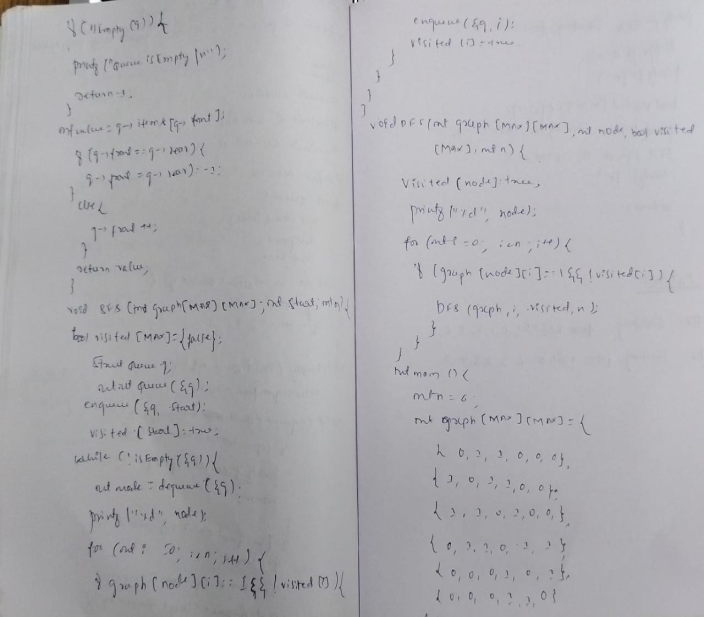 if (isEmpty (q)) {
printf ("Queue is Empty \n");
return -1;
}
int value = q-> items [q-> front];
if (q->front == q-> rear) {
q-> front = q-> rear) = -1;
}
else {
q-> front ++;
}
return value;
}
void BFS (int graph [MAX] [MAX], int start, int n) {
bool visited [MAX] = {false};
Struct Queue q;
initial queue (&q);
enqueue (&q, start);
visited [start] = true;
while (!isEmpty (&q)) {
int node = dequeue (&q);
printf ("%d", node);
for (int i = 0; i<n; i++) {
if graph [node] [i] == 1 && !visited [i]) {
enqueue (&q, i);
visited [i] = true
}
}
}
}
void DFS (int graph [MAX] [MAX], int node, bool visited
[MAX], int n) {
visited [node] = true;
printf ("%d", node);
for (int i = 0; i<n; i++) {
if (graph [node] [i] == 1 && !visited [i]) {
DFS (graph, i, visited, n);
}
}
}
int main () {
int n = 6;
int graph [MAX] [MAX] = {
{ 0, 1, 1, 0, 0, 0},
{ 1, 0, 1, 1, 0, 0},
{ 1, 1, 0, 1, 0, 0},
{ 0, 1, 1, 0, 1, 1}
{ 0, 0, 0, 1, 0, 1},
{ 0, 0, 0, 1, 1, 0}